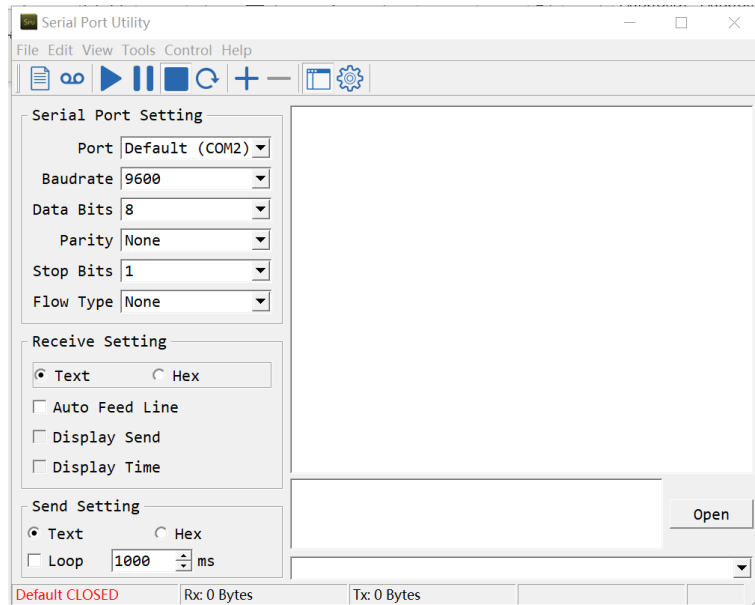 Serial Port Utility
File Edit View Tools Control Help
Serial Port Setting
Port Default (COM2)
Baudrate 9600
Data Bits 8
Parity None
Stop Bits 1
Flow Type None
Receive Setting
Text Hex
Auto Feed Line
Display Send
Display Time
Send Setting
Text Hex
Loop 1000 ms
Open
Default CLOSED Rx: 0 Bytes Tx: 0 Bytes